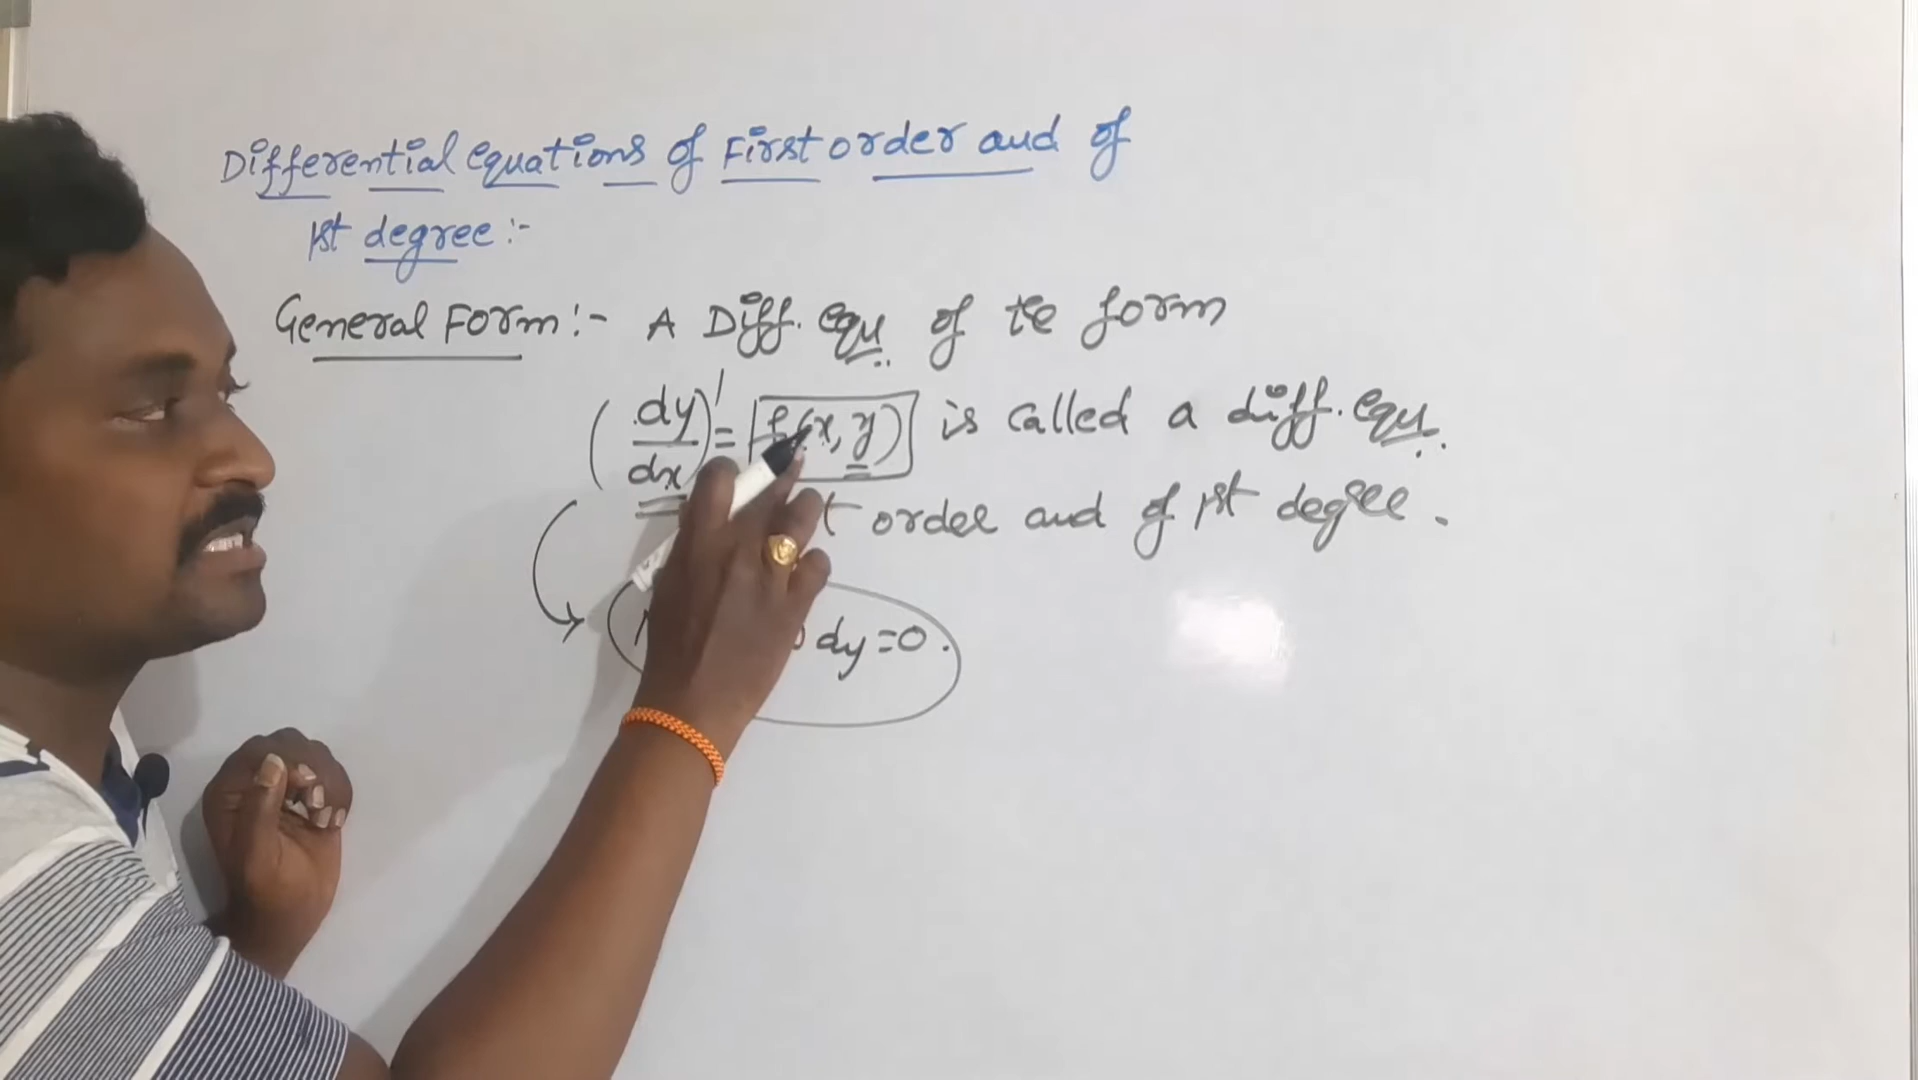 Differential equations of First order and of
1st degree :-
General Form :- A Diff. equ. of te form
(dy/dx)' = f(x, y) is called a diff. equ.
order and of 1st degree.
dy = 0.